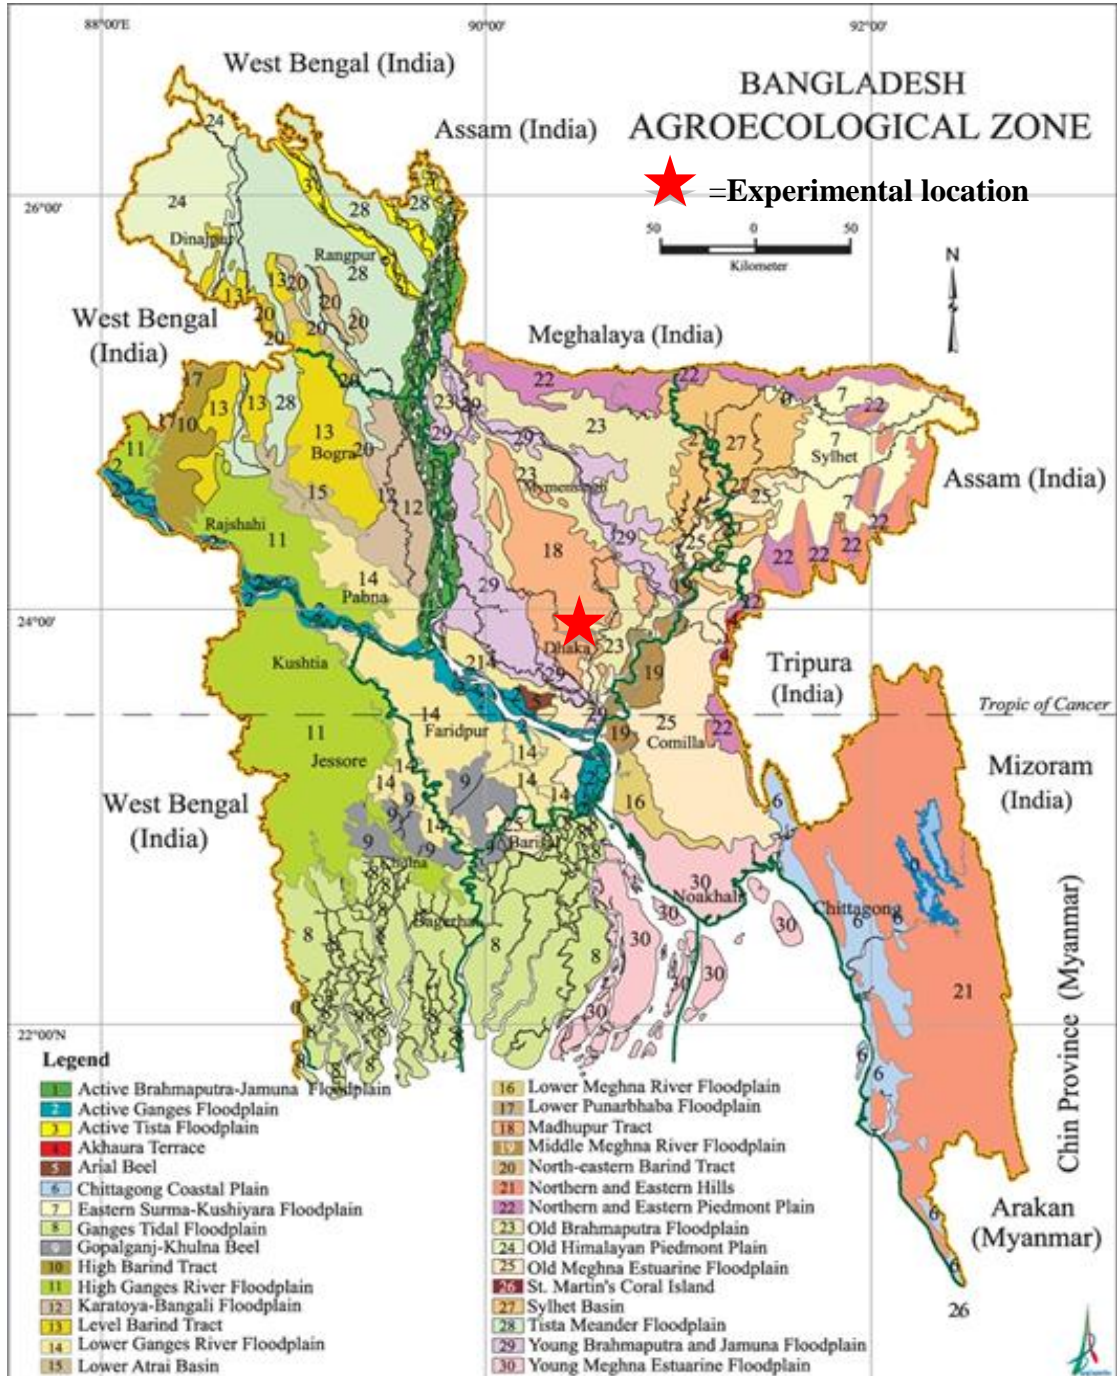 88°00'E
90°00'
92°00'
West Bengal (India)
BANGLADESH
AGROECOLOGICAL ZONE
Assam (India)
=Experimental location
26°00'
50 0 50
Kilometer
N
24
24
Dinajpur
Rangpur
28
28
28
West Bengal
(India)
Meghalaya (India)
Sylhet
Assam (India)
Bogra
Mymensingh
Rajshahi
18
Pabna
24°00'
Dhaka
Kushtia
Tripura
(India)
Tropic of Cancer
Faridpur
Comilla
Jessore
Mizoram
(India)
West Bengal
(India)
Barisal
Khulna
Noakhali
Chittagong
Bagerhat
21
Chin Province (Myanmar)
22°00'N
Arakan
(Myanmar)
26
Legend
1 Active Brahmaputra-Jamuna Floodplain
2 Active Ganges Floodplain
3 Active Tista Floodplain
4 Akhaura Terrace
5 Arial Beel
6 Chittagong Coastal Plain
7 Eastern Surma-Kushiyara Floodplain
8 Ganges Tidal Floodplain
9 Gopalganj-Khulna Beel
10 High Barind Tract
11 High Ganges River Floodplain
12 Karatoya-Bangali Floodplain
13 Level Barind Tract
14 Lower Ganges River Floodplain
15 Lower Atrai Basin
16 Lower Meghna River Floodplain
17 Lower Punarbhaba Floodplain
18 Madhupur Tract
19 Middle Meghna River Floodplain
20 North-eastern Barind Tract
21 Northern and Eastern Hills
22 Northern and Eastern Piedmont Plain
23 Old Brahmaputra Floodplain
24 Old Himalayan Piedmont Plain
25 Old Meghna Estuarine Floodplain
26 St. Martin's Coral Island
27 Sylhet Basin
28 Tista Meander Floodplain
29 Young Brahmaputra and Jamuna Floodplain
30 Young Meghna Estuarine Floodplain